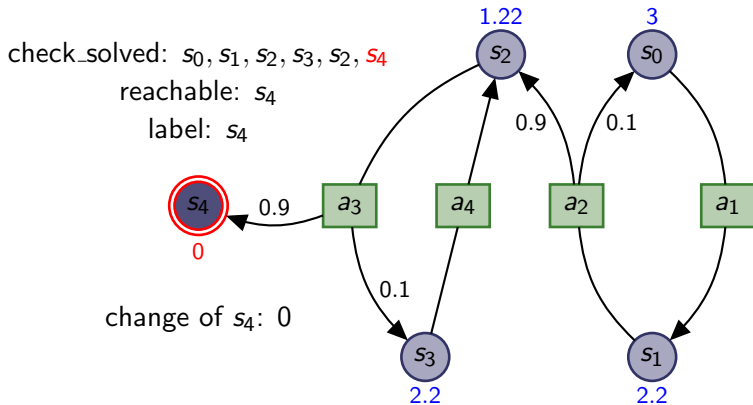 1.22
3
check_solved: s₀, s₁, s₂, s₃, s₂, s₄
s₂
s₀
reachable: s₄
label: s₄
0.9
0.1
s₄
0.9
a₃
a₄
a₂
a₁
0
0.1
change of s₄: 0
s₃
s₁
2.2
2.2